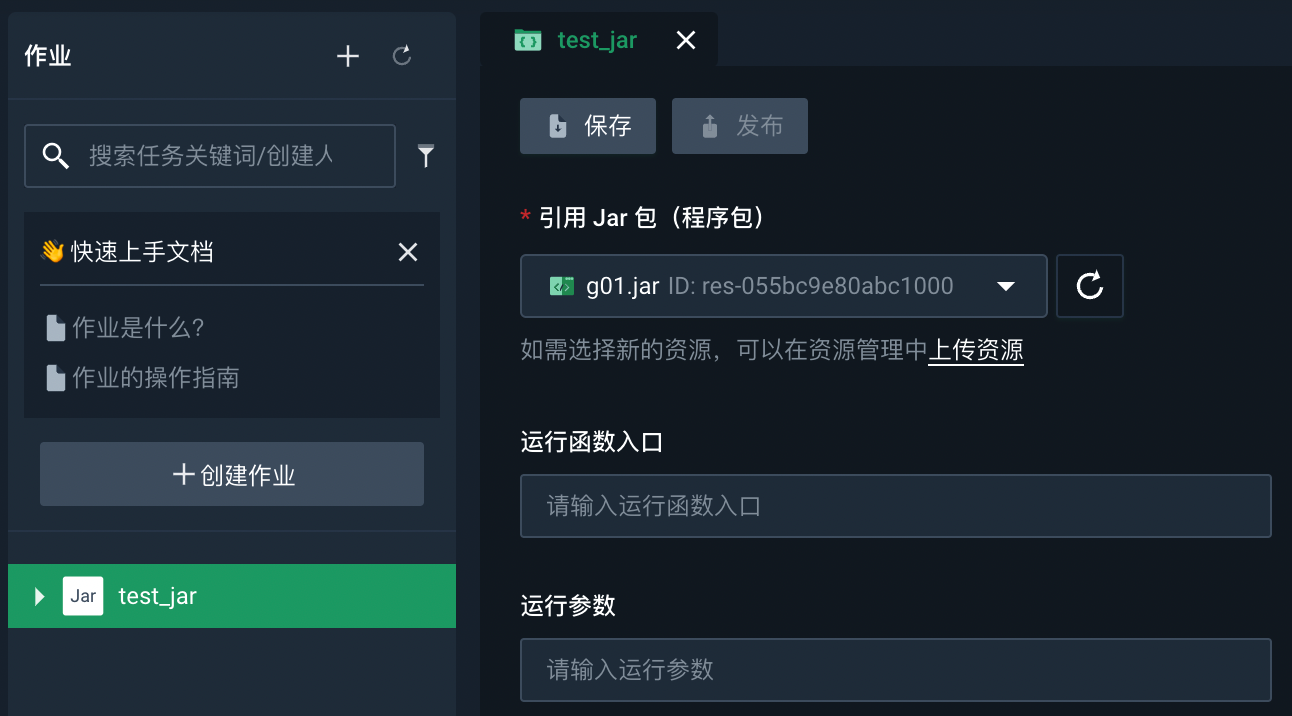 作业
搜索任务关键词/创建人
👋快速上手文档
作业是什么?
作业的操作指南
创建作业
Jar test_jar
test_jar
保存 发布
* 引用 Jar 包（程序包）
g01.jar ID: res-055bc9e80abc1000
如需选择新的资源，可以在资源管理中上传资源
运行函数入口
请输入运行函数入口
运行参数
请输入运行参数